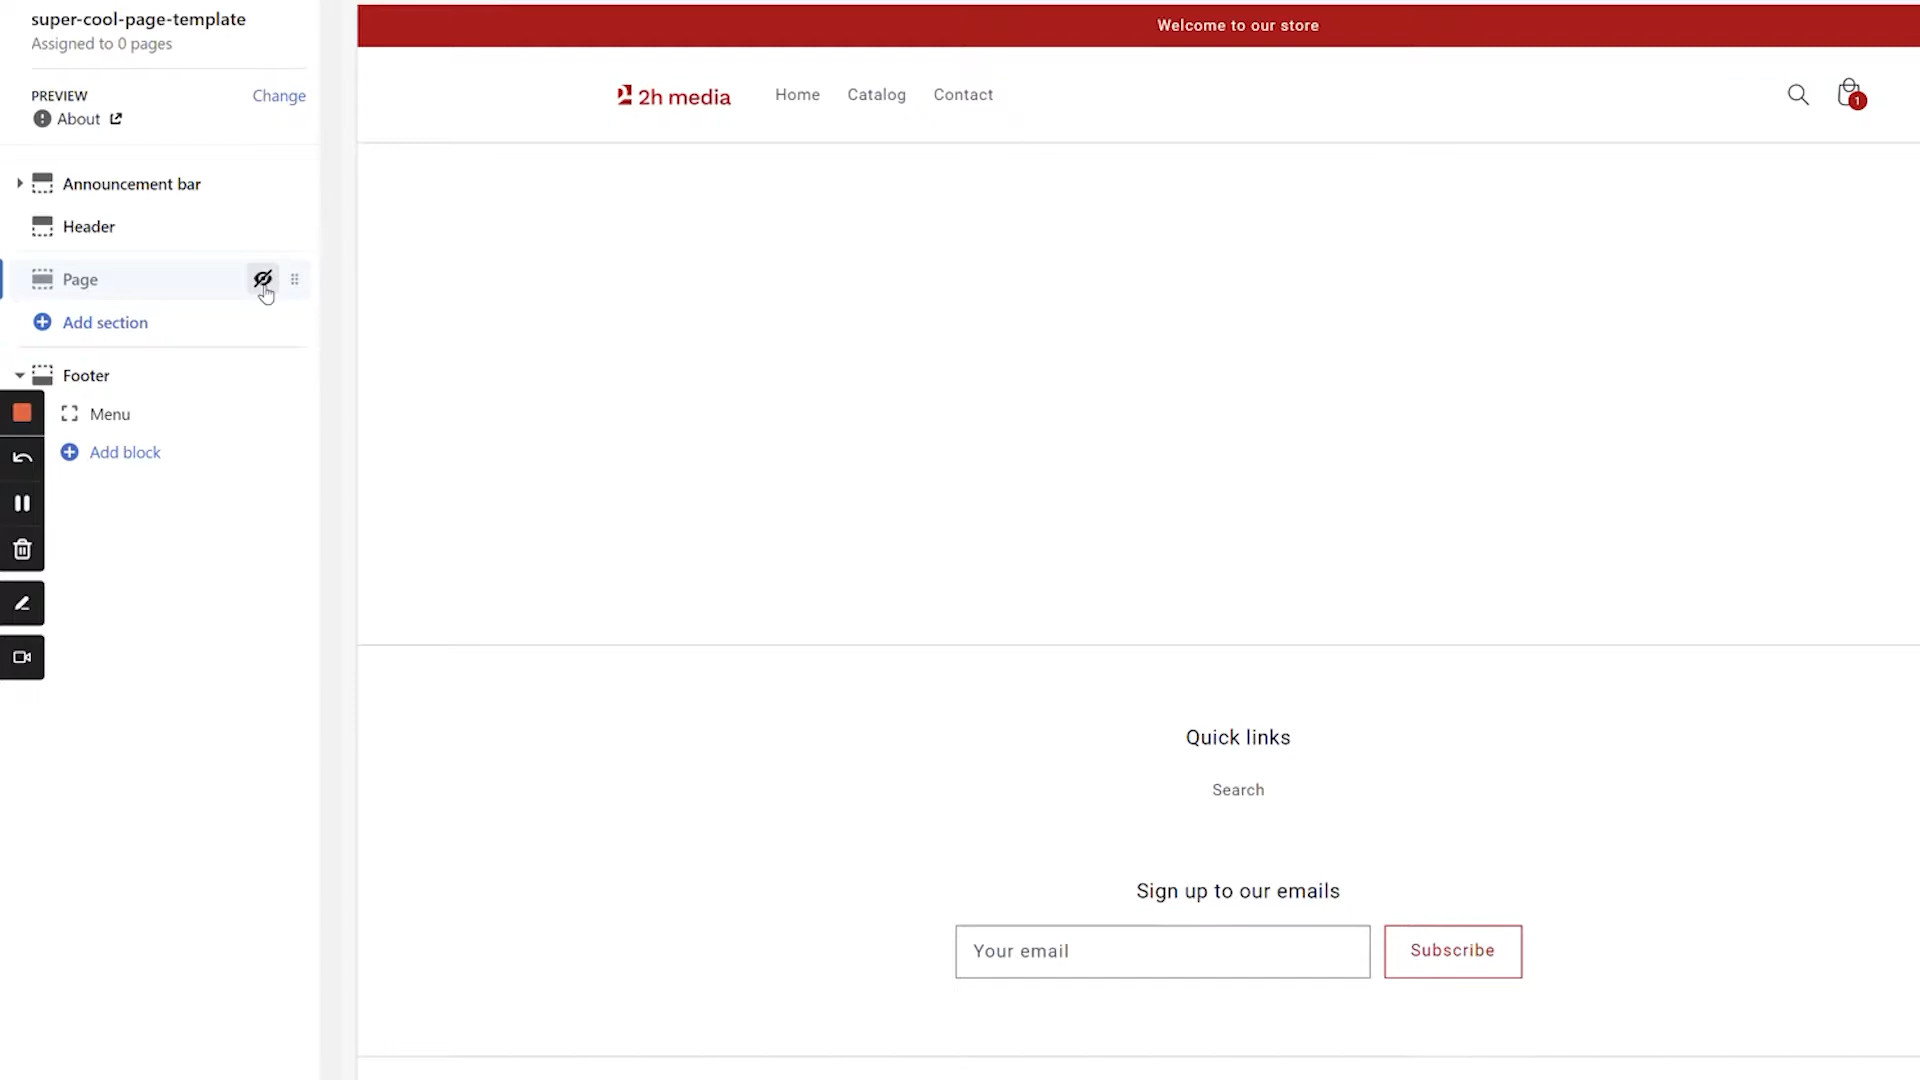 super-cool-page-template
Assigned to 0 pages
PREVIEW
Change
About
Announcement bar
Header
Page
Add section
Footer
Menu
Add block
Welcome to our store
2h media
Home
Catalog
Contact
1
Quick links
Search
Sign up to our emails
Your email
Subscribe